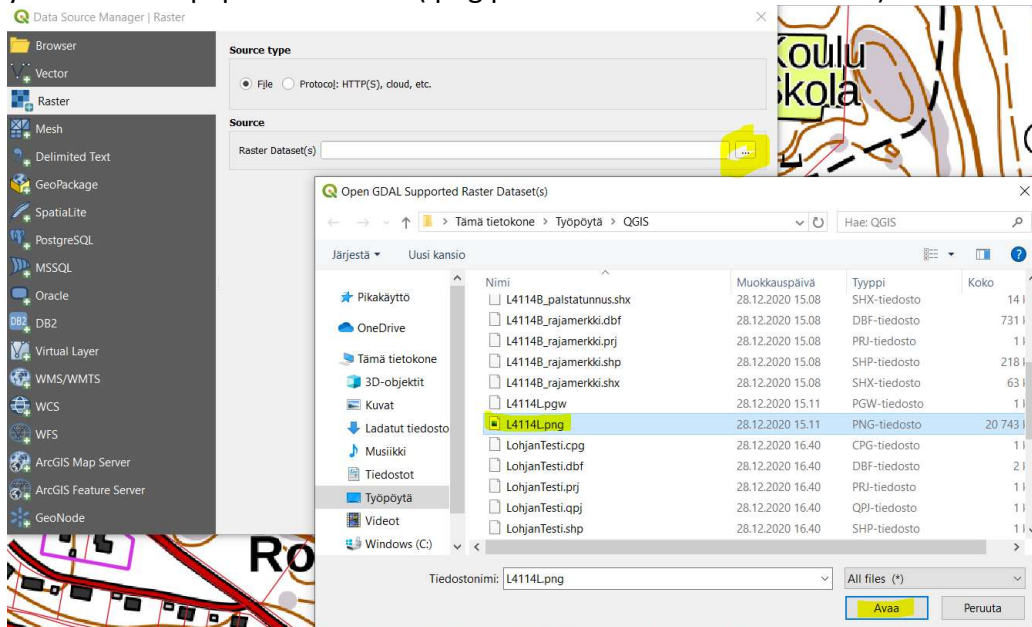 Data Source Manager | Raster
Browser
Vector
Raster
Mesh
Delimited Text
GeoPackage
SpatiaLite
PostgreSQL
MSSQL
Oracle
DB2
Virtual Layer
WMS/WMTS
WCS
WFS
ArcGIS Map Server
ArcGIS Feature Server
GeoNode
Source type
File Protocol: HTTP(S), cloud, etc.
Source
Raster Dataset(s) ...
Koulu
Skola
Open GDAL Supported Raster Dataset(s)
Tämä tietokone > Työpöytä > QGIS
Hae: QGIS
Järjestä Uusi kansio
Pikakäyttö
OneDrive
Tämä tietokone
3D-objektit
Kuvat
Ladatut tiedosto
Musiikki
Tiedostot
Työpöytä
Videot
Windows (C:)
Nimi Muokkauspäivä Tyyppi Koko
L4114B_palstatunnus.shx 28.12.2020 15.08 SHX-tiedosto 14
L4114B_rajamerkki.dbf 28.12.2020 15.08 DBF-tiedosto 731
L4114B_rajamerkki.prj 28.12.2020 15.08 PRJ-tiedosto 1
L4114B_rajamerkki.shp 28.12.2020 15.08 SHP-tiedosto 218
L4114B_rajamerkki.shx 28.12.2020 15.08 SHX-tiedosto 63
L4114L.pgw 28.12.2020 15.11 PGW-tiedosto 1
L4114L.png 28.12.2020 15.11 PNG-tiedosto 20 743
LohjanTesti.cpg 28.12.2020 16.40 CPG-tiedosto 1
LohjanTesti.dbf 28.12.2020 16.40 DBF-tiedosto 2
LohjanTesti.prj 28.12.2020 16.40 PRJ-tiedosto 1
LohjanTesti.qpj 28.12.2020 16.40 QPJ-tiedosto 1
LohjanTesti.shp 28.12.2020 16.40 SHP-tiedosto 1
Ro
Tiedostonimi: L4114L.png All files (*)
Avaa Peruuta